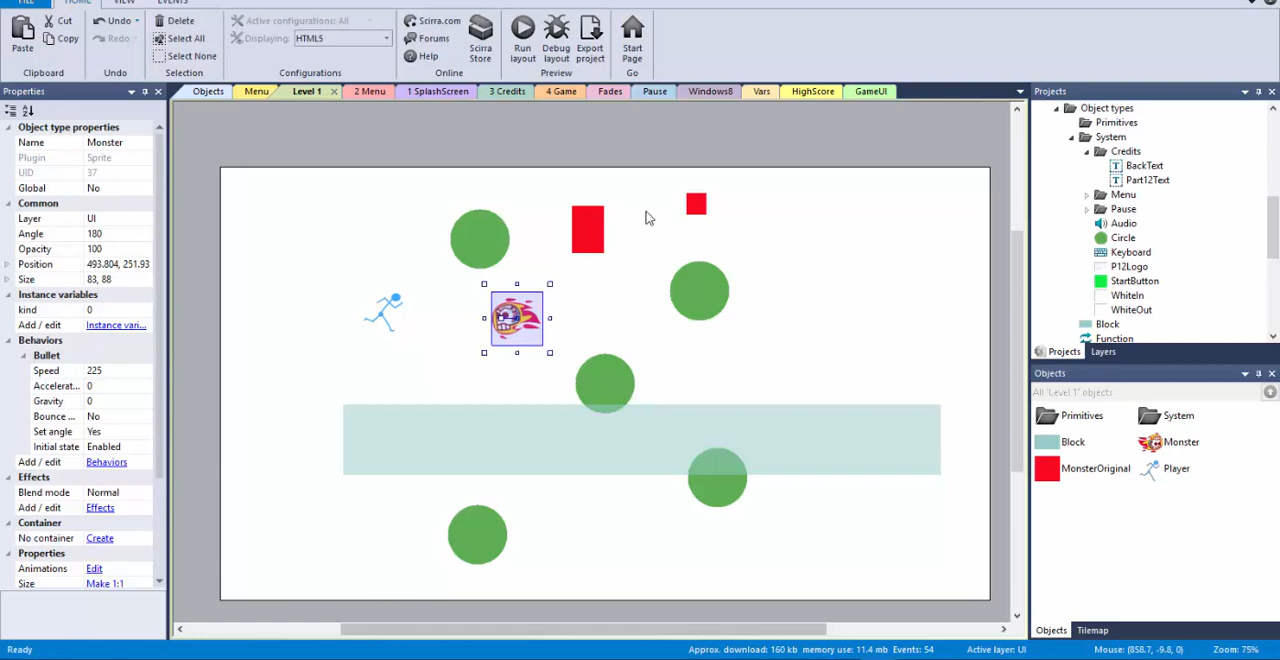 FILE HOME VIEW EVENTS
Paste
Cut
Copy
Clipboard
Undo
Redo
Undo
Delete
Select All
Select None
Selection
Active configurations: All
Displaying: HTML5
Configurations
Scirra.com
Forums
Help
Scirra Store
Online
Run layout
Debug layout
Export project
Preview
Start Page
Go
Properties
Objects Menu Level 1 2 Menu 1 SplashScreen 3 Credits 4 Game Fades Pause Windows8 Vars HighScore GameUI
Object type properties
Name Monster
Plugin Sprite
UID 37
Global No
Common
Layer UI
Angle 180
Opacity 100
Position 493.804, 251.93
Size 83, 88
Instance variables
kind 0
Add / edit Instance vari...
Behaviors
Bullet
Speed 225
Accelerat... 0
Gravity 0
Bounce ... No
Set angle Yes
Initial state Enabled
Add / edit Behaviors
Effects
Blend mode Normal
Add / edit Effects
Container
No container Create
Properties
Animations Edit
Size Make 1:1
Projects
Object types
Primitives
System
Credits
BackText
Part12Text
Menu
Pause
Audio
Circle
Keyboard
P12Logo
StartButton
WhiteIn
WhiteOut
Block
Function
Projects Layers
Objects
All 'Level 1' objects
Primitives System
Block Monster
MonsterOriginal Player
Objects Tilemap
Ready Approx. download: 160 kb memory use: 11.4 mb Events: 54 Active layer: UI Mouse: (858.7, -9.8, 0) Zoom: 75%